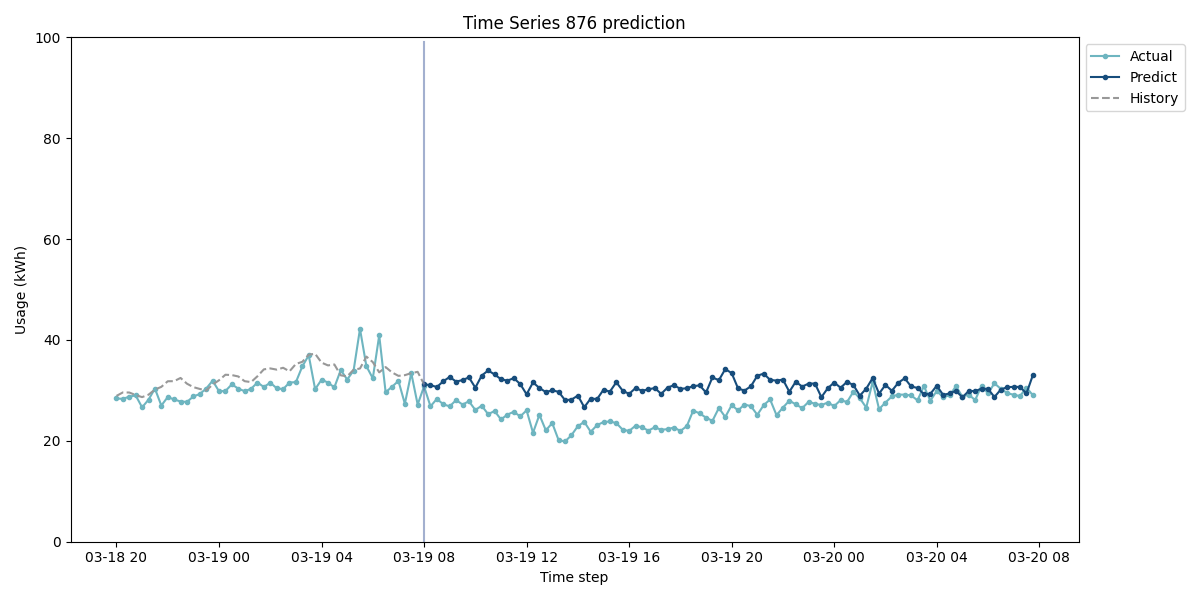 Time Series 876 prediction
100
80
60
40
20
0
Usage (kWh)
03-18 20 03-19 00 03-19 04 03-19 08 03-19 12 03-19 16 03-19 20 03-20 00 03-20 04 03-20 08
Time step
Actual
Predict
History